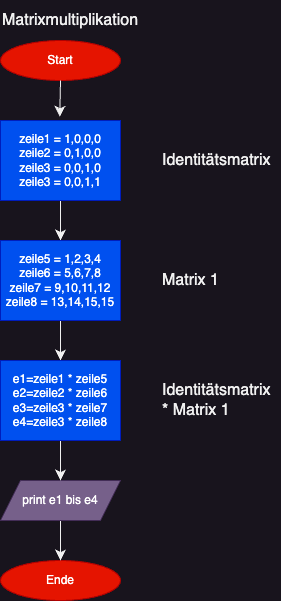 Matrixmultiplikation
Start
zeile1 = 1,0,0,0
zeile2 = 0,1,0,0
zeile3 = 0,0,1,0
zeile3 = 0,0,1,1
Identitätsmatrix
zeile5 = 1,2,3,4
zeile6 = 5,6,7,8
zeile7 = 9,10,11,12
zeile8 = 13,14,15,15
Matrix 1
e1=zeile1 * zeile5
e2=zeile2 * zeile6
e3=zeile3 * zeile7
e4=zeile3 * zeile8
Identitätsmatrix
* Matrix 1
print e1 bis e4
Ende